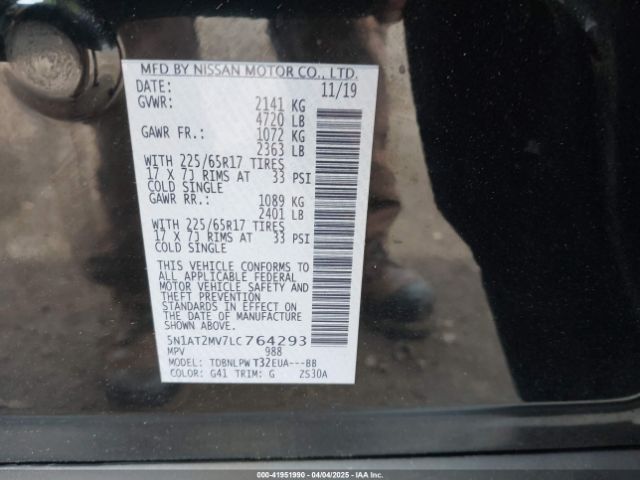 MFD BY NISSAN MOTOR CO., LTD.
DATE: 11/19
GVWR: 2141 KG
4720 LB
GAWR FR.: 1072 KG
2363 LB
WITH 225/65R17 TIRES
17 X 7J RIMS AT 33 PSI
COLD SINGLE
GAWR RR.: 1089 KG
2401 LB
WITH 225/65R17 TIRES
17 X 7J RIMS AT 33 PSI
COLD SINGLE
THIS VEHICLE CONFORMS TO
ALL APPLICABLE FEDERAL
MOTOR VEHICLE SAFETY AND
THEFT PREVENTION
STANDARDS IN EFFECT ON
THE DATE OF MANUFACTURE
SHOWN ABOVE.
5N1AT2MV7LC764293
MPV 988
MODEL: TDBNLPW T32EUA---BB
COLOR: G41 TRIM: G ZS30A
000-41951990 - 04/04/2025 - IAA Inc.